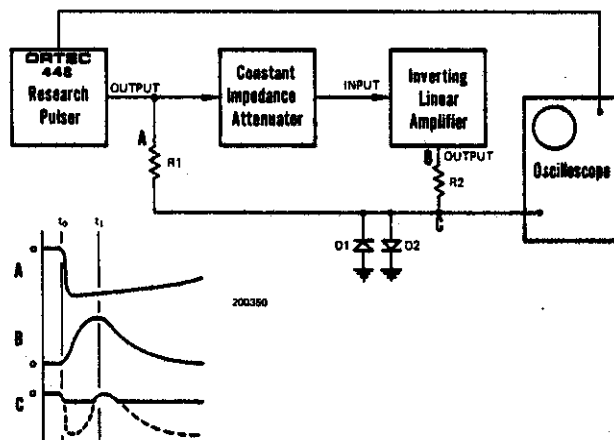 ORTEC
448
Research
Pulser
OUTPUT
Constant
Impedance
Attenuator
INPUT
Inverting
Linear
Amplifier
Oscilloscope
A
R1
B
OUTPUT
R2
C
D1
D2
t₀
t₁
A
200350
B
C